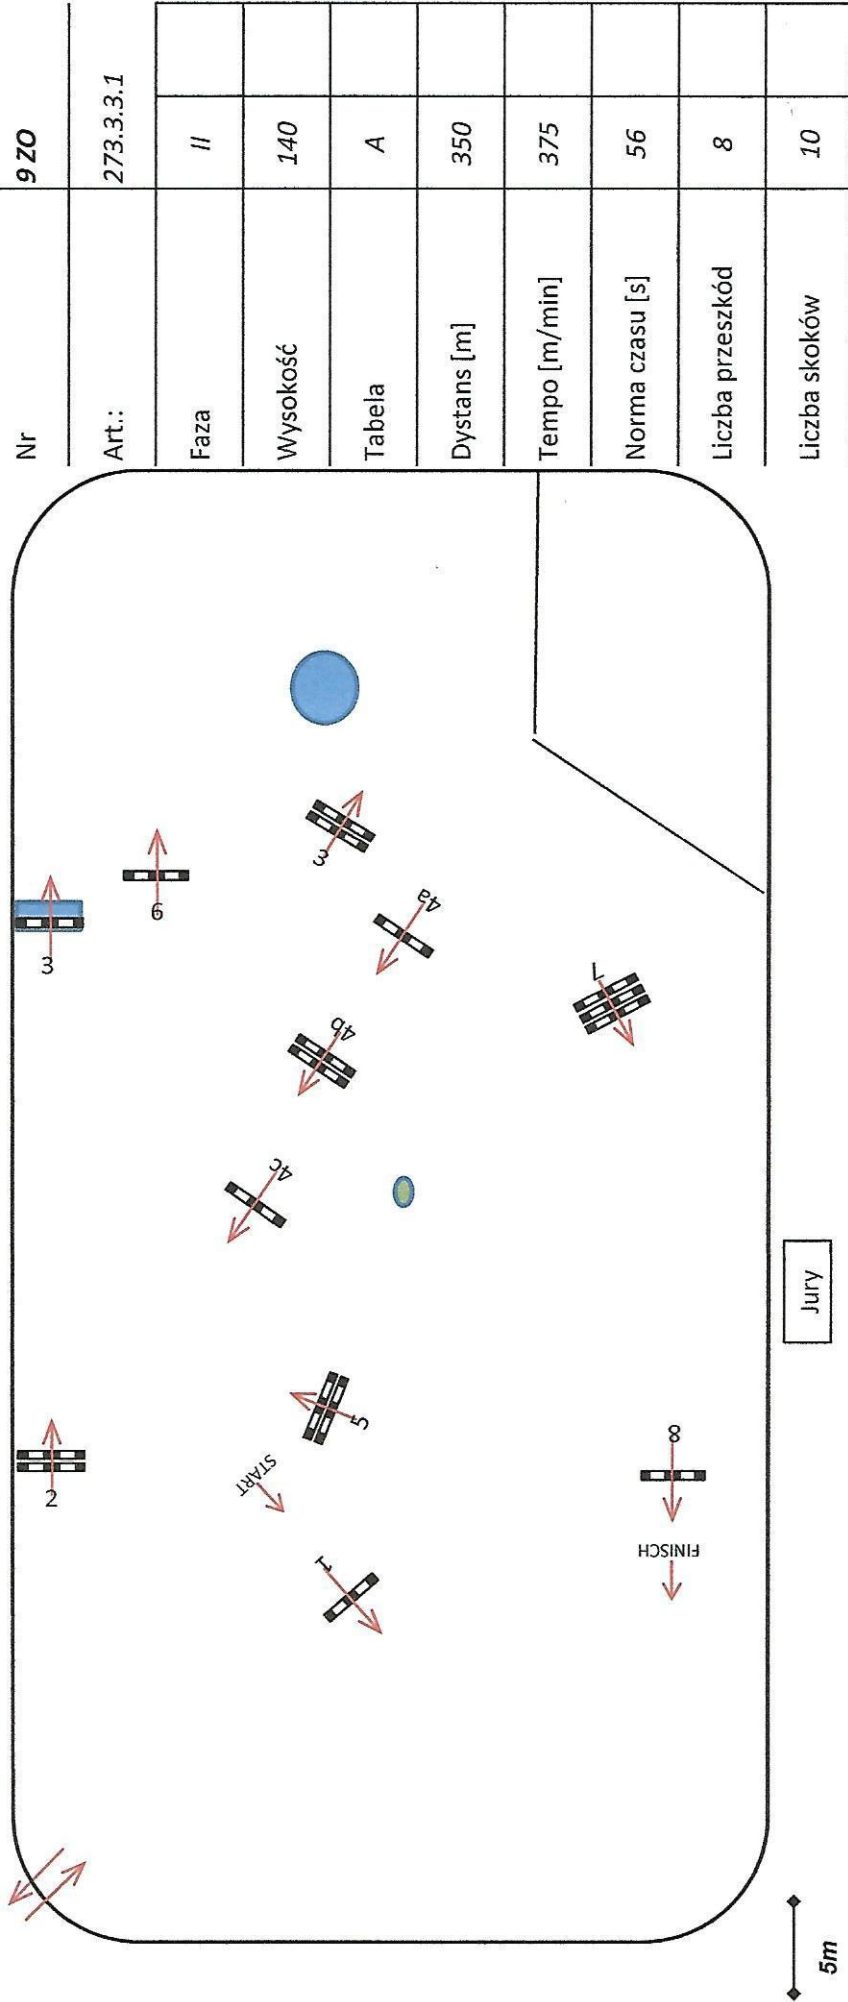 Nr 9 ZO
Art.: 273.3.3.1
Faza II
Wysokość 140
Tabela A
Dystans [m] 350
Tempo [m/min] 375
Norma czasu [s] 56
Liczba przeszkód 8
Liczba skoków 10
3
6
3
4a
4b
7
4c
2
START
5
8
1
FINISCH
Jury
5m